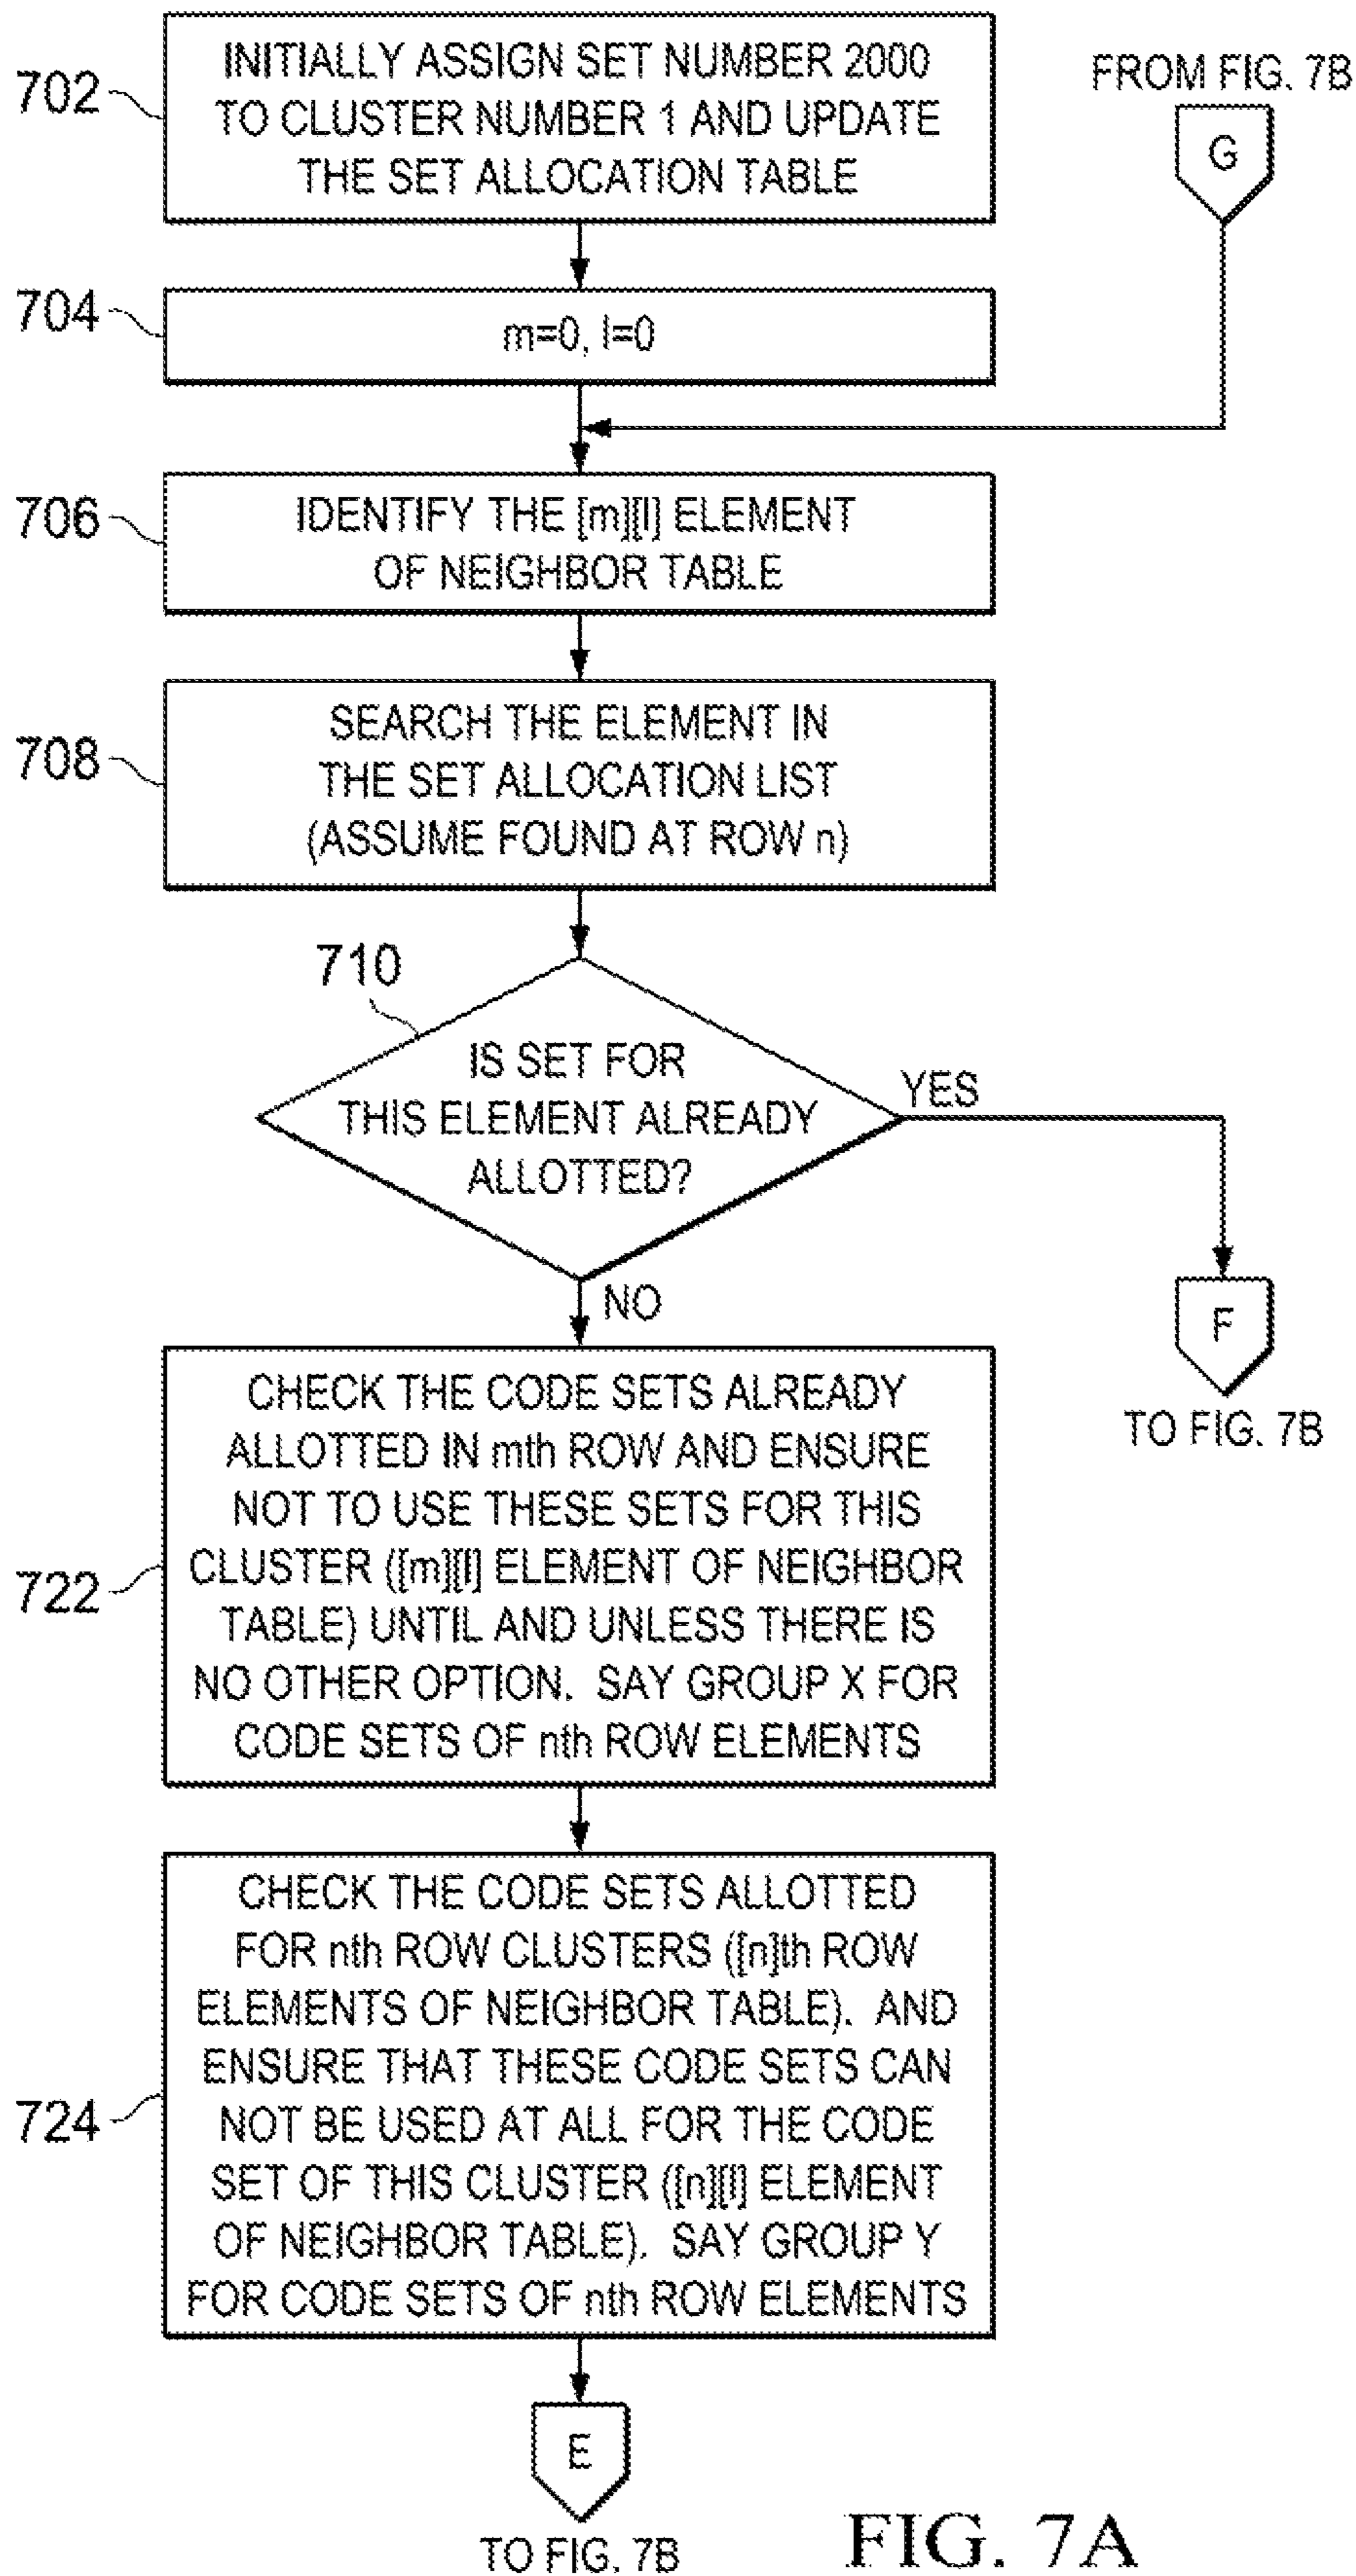 702
INITIALLY ASSIGN SET NUMBER 2000
TO CLUSTER NUMBER 1 AND UPDATE
THE SET ALLOCATION TABLE
FROM FIG. 7B
G
704
m=0, l=0
706
IDENTIFY THE [m][l] ELEMENT
OF NEIGHBOR TABLE
708
SEARCH THE ELEMENT IN
THE SET ALLOCATION LIST
(ASSUME FOUND AT ROW n)
710
IS SET FOR
THIS ELEMENT ALREADY
ALLOTTED?
YES
F
TO FIG. 7B
NO
722
CHECK THE CODE SETS ALREADY
ALLOTTED IN mth ROW AND ENSURE
NOT TO USE THESE SETS FOR THIS
CLUSTER ([m][l] ELEMENT OF NEIGHBOR
TABLE) UNTIL AND UNLESS THERE IS
NO OTHER OPTION. SAY GROUP X FOR
CODE SETS OF nth ROW ELEMENTS
724
CHECK THE CODE SETS ALLOTTED
FOR nth ROW CLUSTERS ([n]th ROW
ELEMENTS OF NEIGHBOR TABLE). AND
ENSURE THAT THESE CODE SETS CAN
NOT BE USED AT ALL FOR THE CODE
SET OF THIS CLUSTER ([n][l] ELEMENT
OF NEIGHBOR TABLE). SAY GROUP Y
FOR CODE SETS OF nth ROW ELEMENTS
E
TO FIG. 7B
FIG. 7A